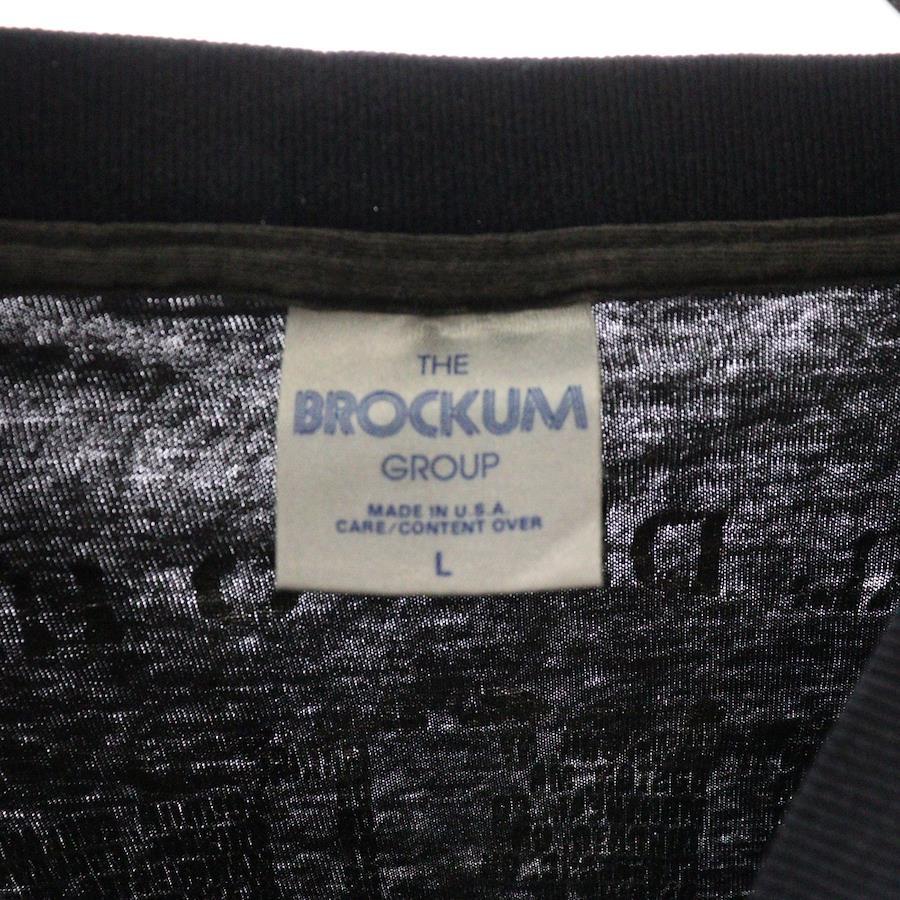 THE
BROCKUM
GROUP
MADE IN U.S.A.
CARE/CONTENT OVER
L